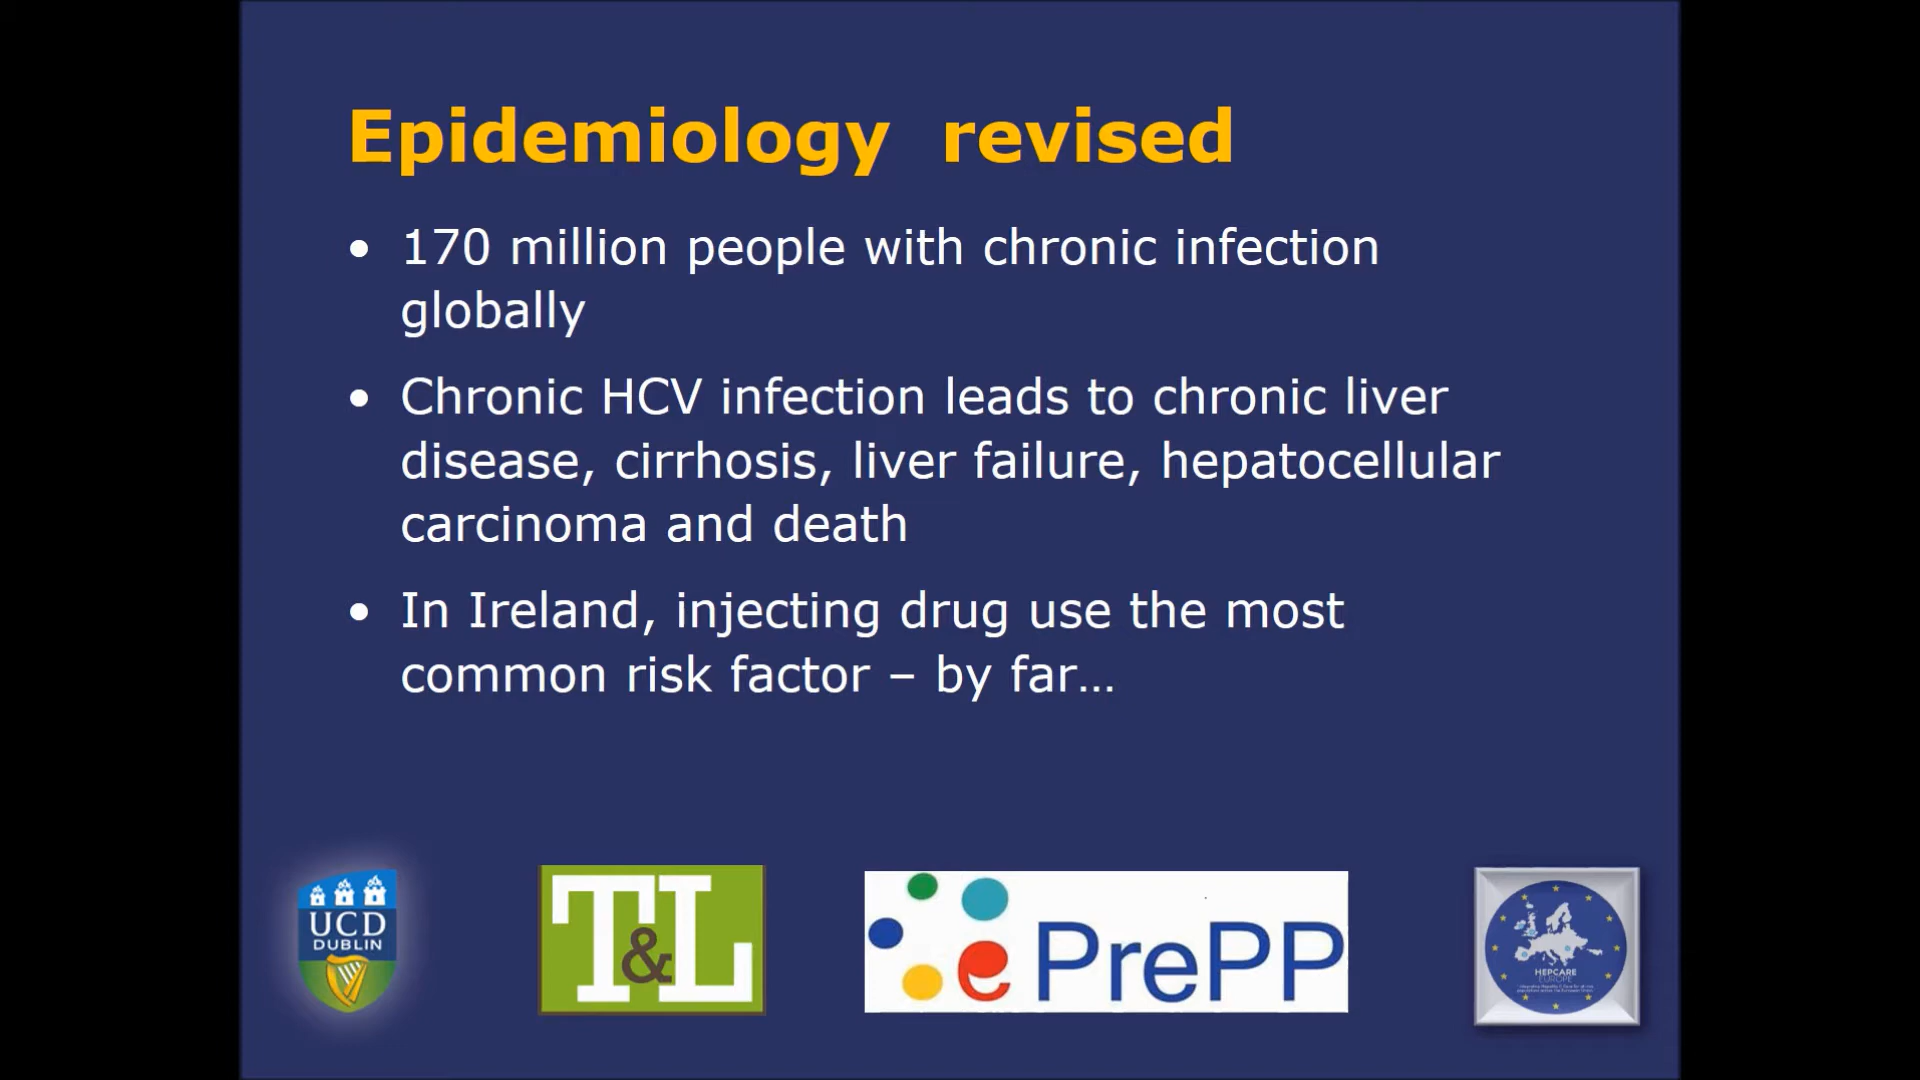 Epidemiology revised
• 170 million people with chronic infection
globally
• Chronic HCV infection leads to chronic liver
disease, cirrhosis, liver failure, hepatocellular
carcinoma and death
• In Ireland, injecting drug use the most
common risk factor – by far…
UCD
DUBLIN
T&L
e PrePP
HEPCARE
EUROPE